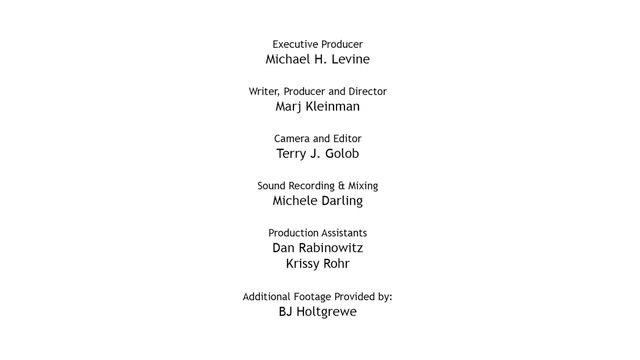 Executive Producer
Michael H. Levine
Writer, Producer and Director
Marj Kleinman
Camera and Editor
Terry J. Golob
Sound Recording & Mixing
Michele Darling
Production Assistants
Dan Rabinowitz
Krissy Rohr
Additional Footage Provided by:
BJ Holtgrewe